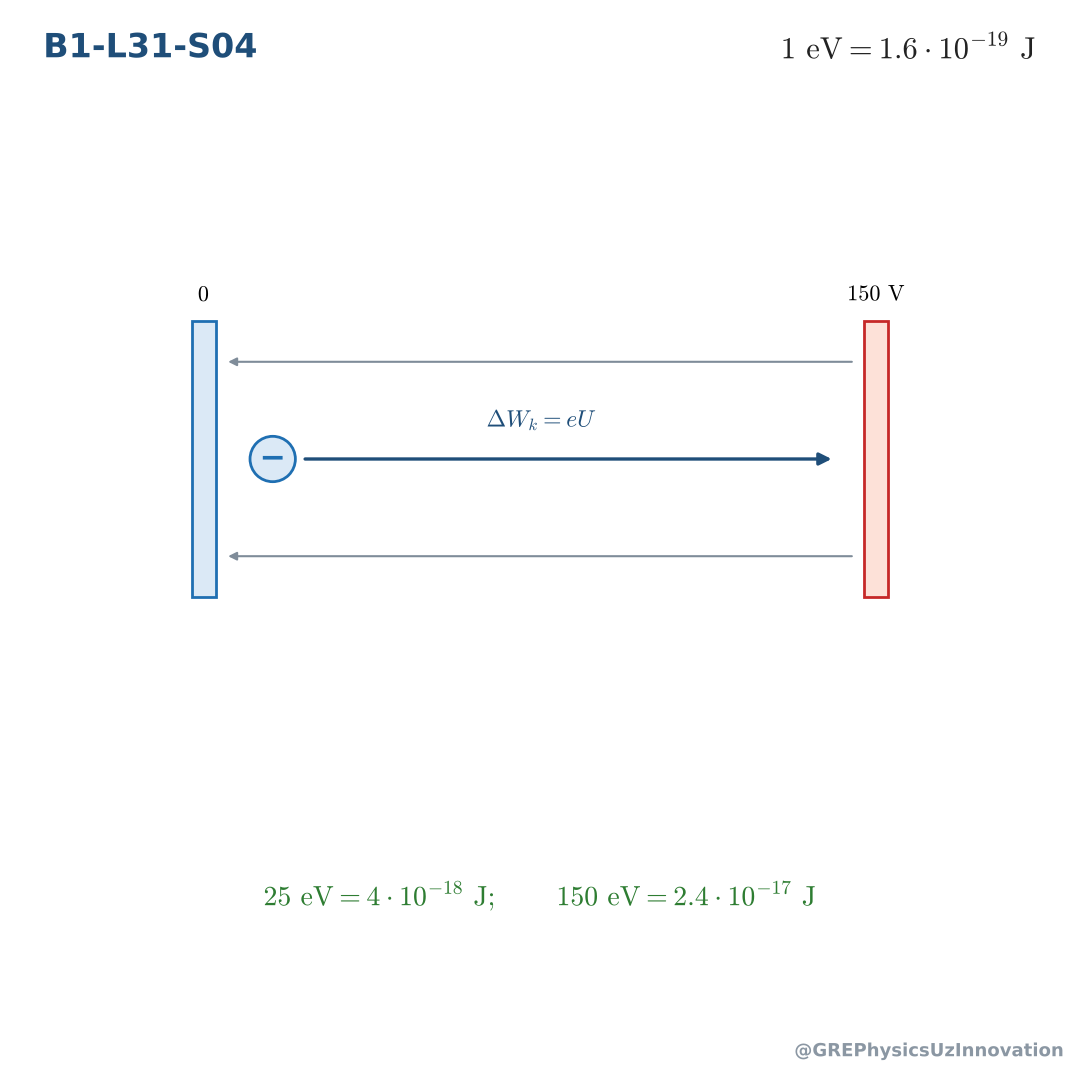 B1-L31-S04
1 eV = 1.6 · 10⁻¹⁹ J
0
150 V
ΔWₖ = eU
−
25 eV = 4 · 10⁻¹⁸ J; 150 eV = 2.4 · 10⁻¹⁷ J
@GREPhysicsUzInnovation